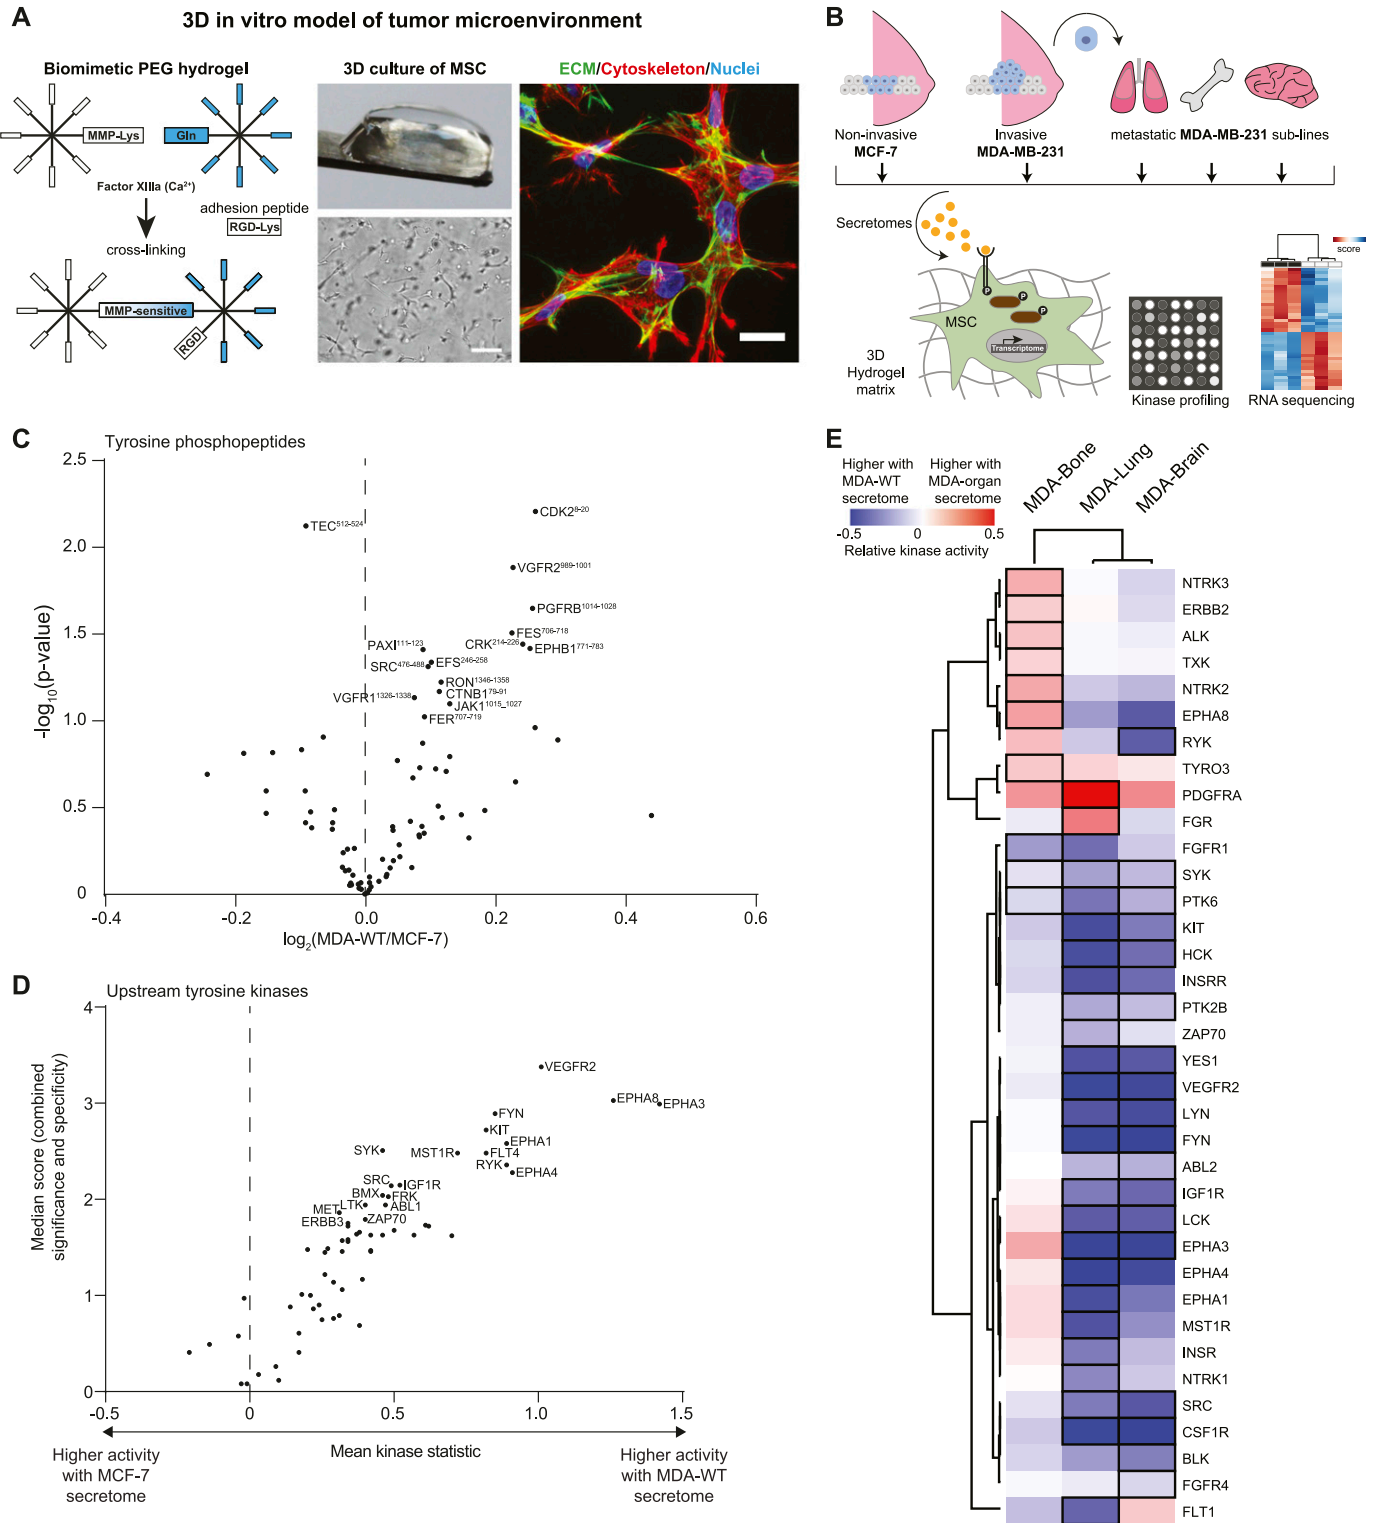 A
3D in vitro model of tumor microenvironment
Biomimetic PEG hydrogel
MMP-Lys
Gln
Factor XIIIa (Ca²⁺)
adhesion peptide
RGD-Lys
cross-linking
MMP-sensitive
RGD
3D culture of MSC
ECM/Cytoskeleton/Nuclei
B
Non-invasive
MCF-7
Invasive
MDA-MB-231
metastatic MDA-MB-231 sub-lines
Secretomes
P
P
P
MSC
Transcriptome
3D
Hydrogel
matrix
Kinase profiling
score
RNA sequencing
C
Tyrosine phosphopeptides
-log₁₀(p-value)
2.5
2.0
1.5
1.0
0.5
0
TEC⁵¹²⁻⁵²⁴
CDK2⁸⁻²⁰
VGFR2⁹⁸⁹⁻¹⁰⁰¹
PGFRB¹⁰¹⁴⁻¹⁰²⁸
FES⁷⁰⁶⁻⁷¹⁸
CRK²¹⁴⁻²²⁶
EPHB1⁷⁷¹⁻⁷⁸³
PAXI¹¹¹⁻¹²³
EFS²⁴⁶⁻²⁵⁸
SRC⁴⁷⁶⁻⁴⁸⁸
RON¹³⁴⁶⁻¹³⁵⁸
CTNB1⁷⁹⁻⁹¹
VGFR1¹³²⁶⁻¹³³⁸
JAK1¹⁰¹⁵₋¹⁰²⁷
FER⁷⁰⁷⁻⁷¹⁹
-0.4 -0.2 0.0 0.2 0.4 0.6
log₂(MDA-WT/MCF-7)
D
Upstream tyrosine kinases
Median score (combined
significance and specificity)
4
3
2
1
0
VEGFR2
EPHA8
EPHA3
FYN
KIT
EPHA1
SYK
MST1R
FLT4
RYK
EPHA4
SRC
IGF1R
BMX
FRK
LTK
ABL1
MET
ZAP70
ERBB3
-0.5 0 0.5 1.0 1.5
Mean kinase statistic
Higher activity
with MCF-7
secretome
Higher activity
with MDA-WT
secretome
E
Higher with
MDA-WT
secretome
Higher with
MDA-organ
secretome
-0.5 0 0.5
Relative kinase activity
MDA-Bone
MDA-Lung
MDA-Brain
NTRK3
ERBB2
ALK
TXK
NTRK2
EPHA8
RYK
TYRO3
PDGFRA
FGR
FGFR1
SYK
PTK6
KIT
HCK
INSRR
PTK2B
ZAP70
YES1
VEGFR2
LYN
FYN
ABL2
IGF1R
LCK
EPHA3
EPHA4
EPHA1
MST1R
INSR
NTRK1
SRC
CSF1R
BLK
FGFR4
FLT1